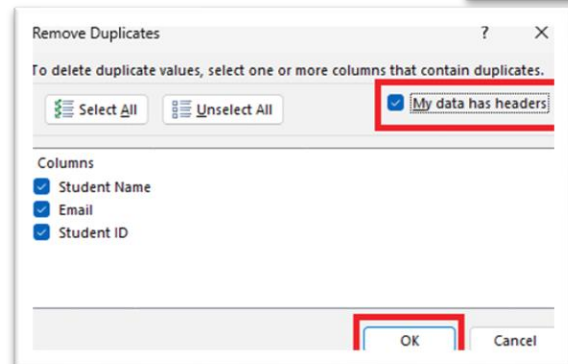 Remove Duplicates ? X
To delete duplicate values, select one or more columns that contain duplicates.
Select All Unselect All My data has headers
Columns
Student Name
Email
Student ID
OK Cancel